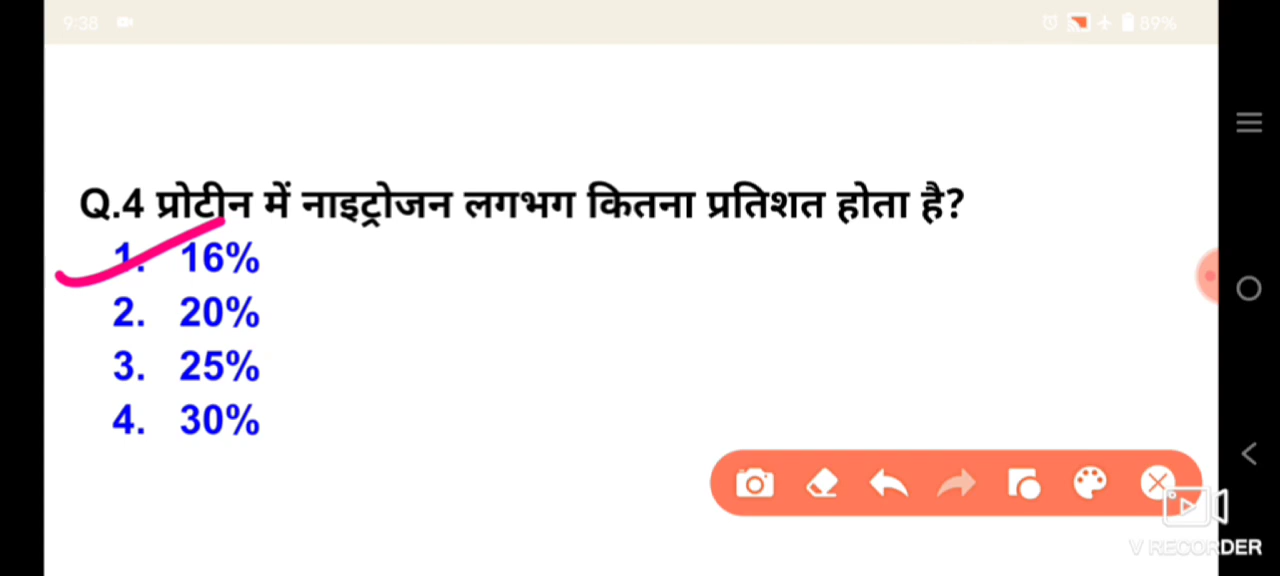 9:38 89%
Q.4 प्रोटीन में नाइट्रोजन लगभग कितना प्रतिशत होता है?
1. 16%
2. 20%
3. 25%
4. 30%
V RECORDER